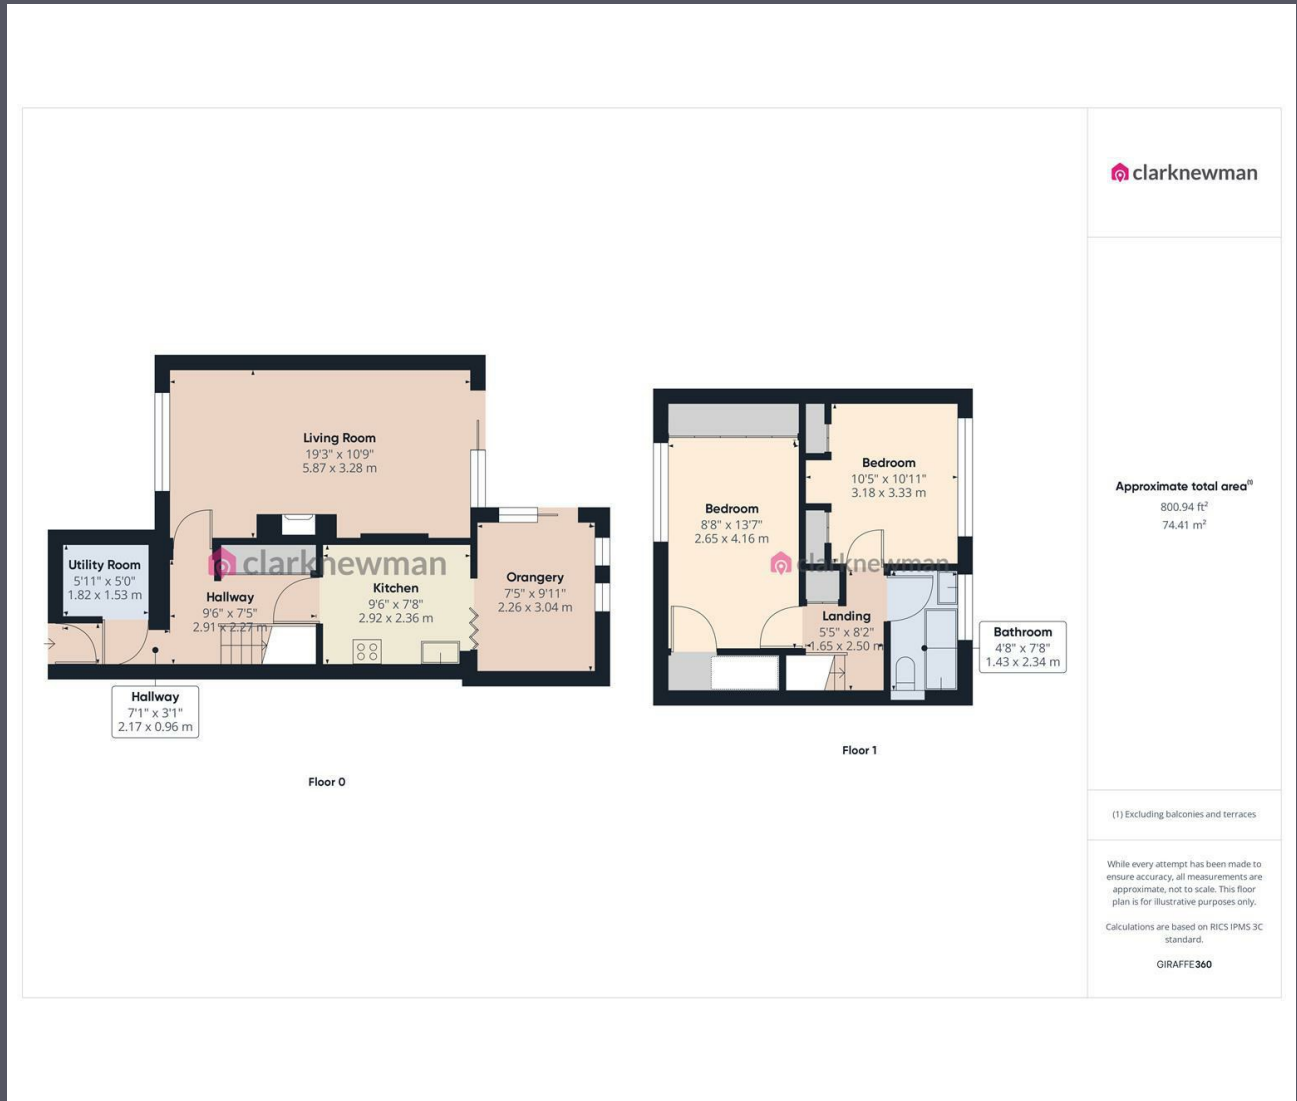 clarknewman
Living Room
19'3" x 10'9"
5.87 x 3.28 m
Utility Room
5'11" x 5'0"
1.82 x 1.53 m
clarknewman
Hallway
9'6" x 7'5"
2.91 x 2.27 m
Kitchen
9'6" x 7'8"
2.92 x 2.36 m
Orangery
7'5" x 9'11"
2.26 x 3.04 m
Hallway
7'1" x 3'1"
2.17 x 0.96 m
Floor 0
Bedroom
8'8" x 13'7"
2.65 x 4.16 m
Bedroom
10'5" x 10'11"
3.18 x 3.33 m
clarknewman
Landing
5'5" x 8'2"
1.65 x 2.50 m
Bathroom
4'8" x 7'8"
1.43 x 2.34 m
Floor 1
Approximate total area(1)
800.94 ft²
74.41 m²
(1) Excluding balconies and terraces
While every attempt has been made to
ensure accuracy, all measurements are
approximate, not to scale. This floor
plan is for illustrative purposes only.
Calculations are based on RICS IPMS 3C
standard.
GIRAFFE360